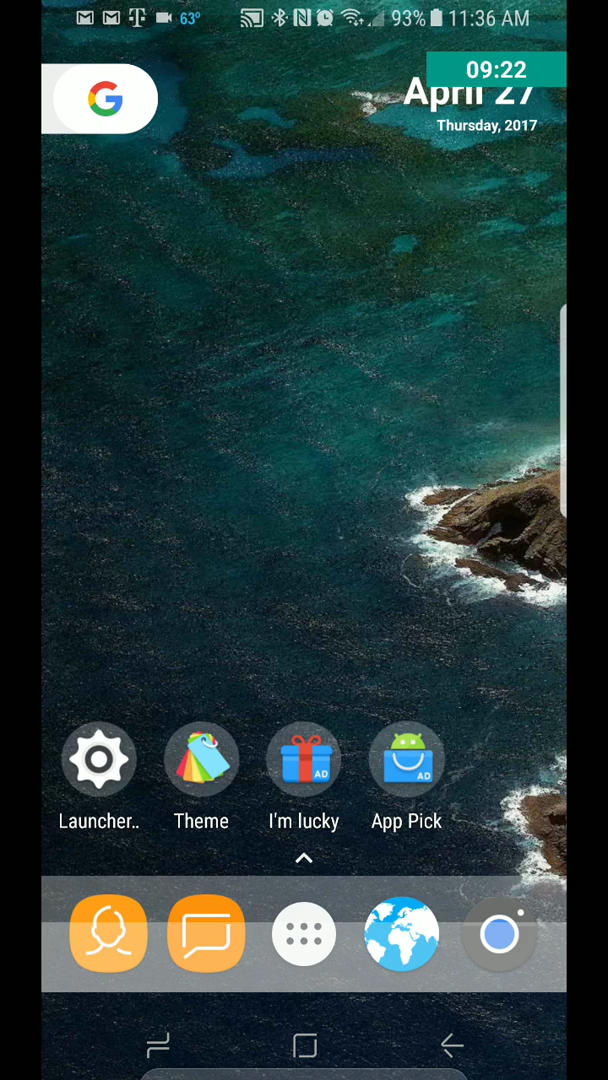 63° 93% 11:36 AM
09:22
April 27
Thursday, 2017
G
Launcher.. Theme I'm lucky App Pick
AD AD